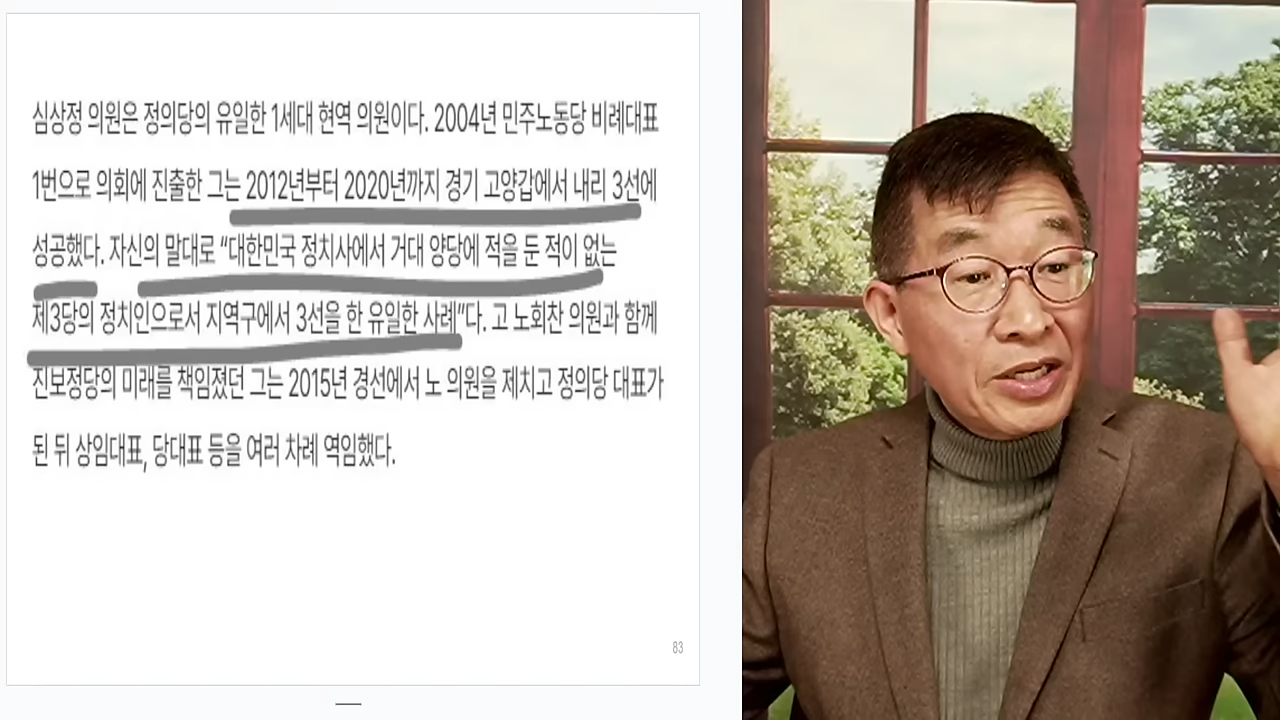 심상정 의원은 정의당의 유일한 1세대 현역 의원이다. 2004년 민주노동당 비례대표
1번으로 의회에 진출한 그는 2012년부터 2020년까지 경기 고양갑에서 내리 3선에
성공했다. 자신의 말대로 “대한민국 정치사에서 거대 양당에 적을 둔 적이 없는
제3당의 정치인으로서 지역구에서 3선을 한 유일한 사례”다. 고 노회찬 의원과 함께
진보정당의 미래를 책임졌던 그는 2015년 경선에서 노 의원을 제치고 정의당 대표가
된 뒤 상임대표, 당대표 등을 여러 차례 역임했다.
83